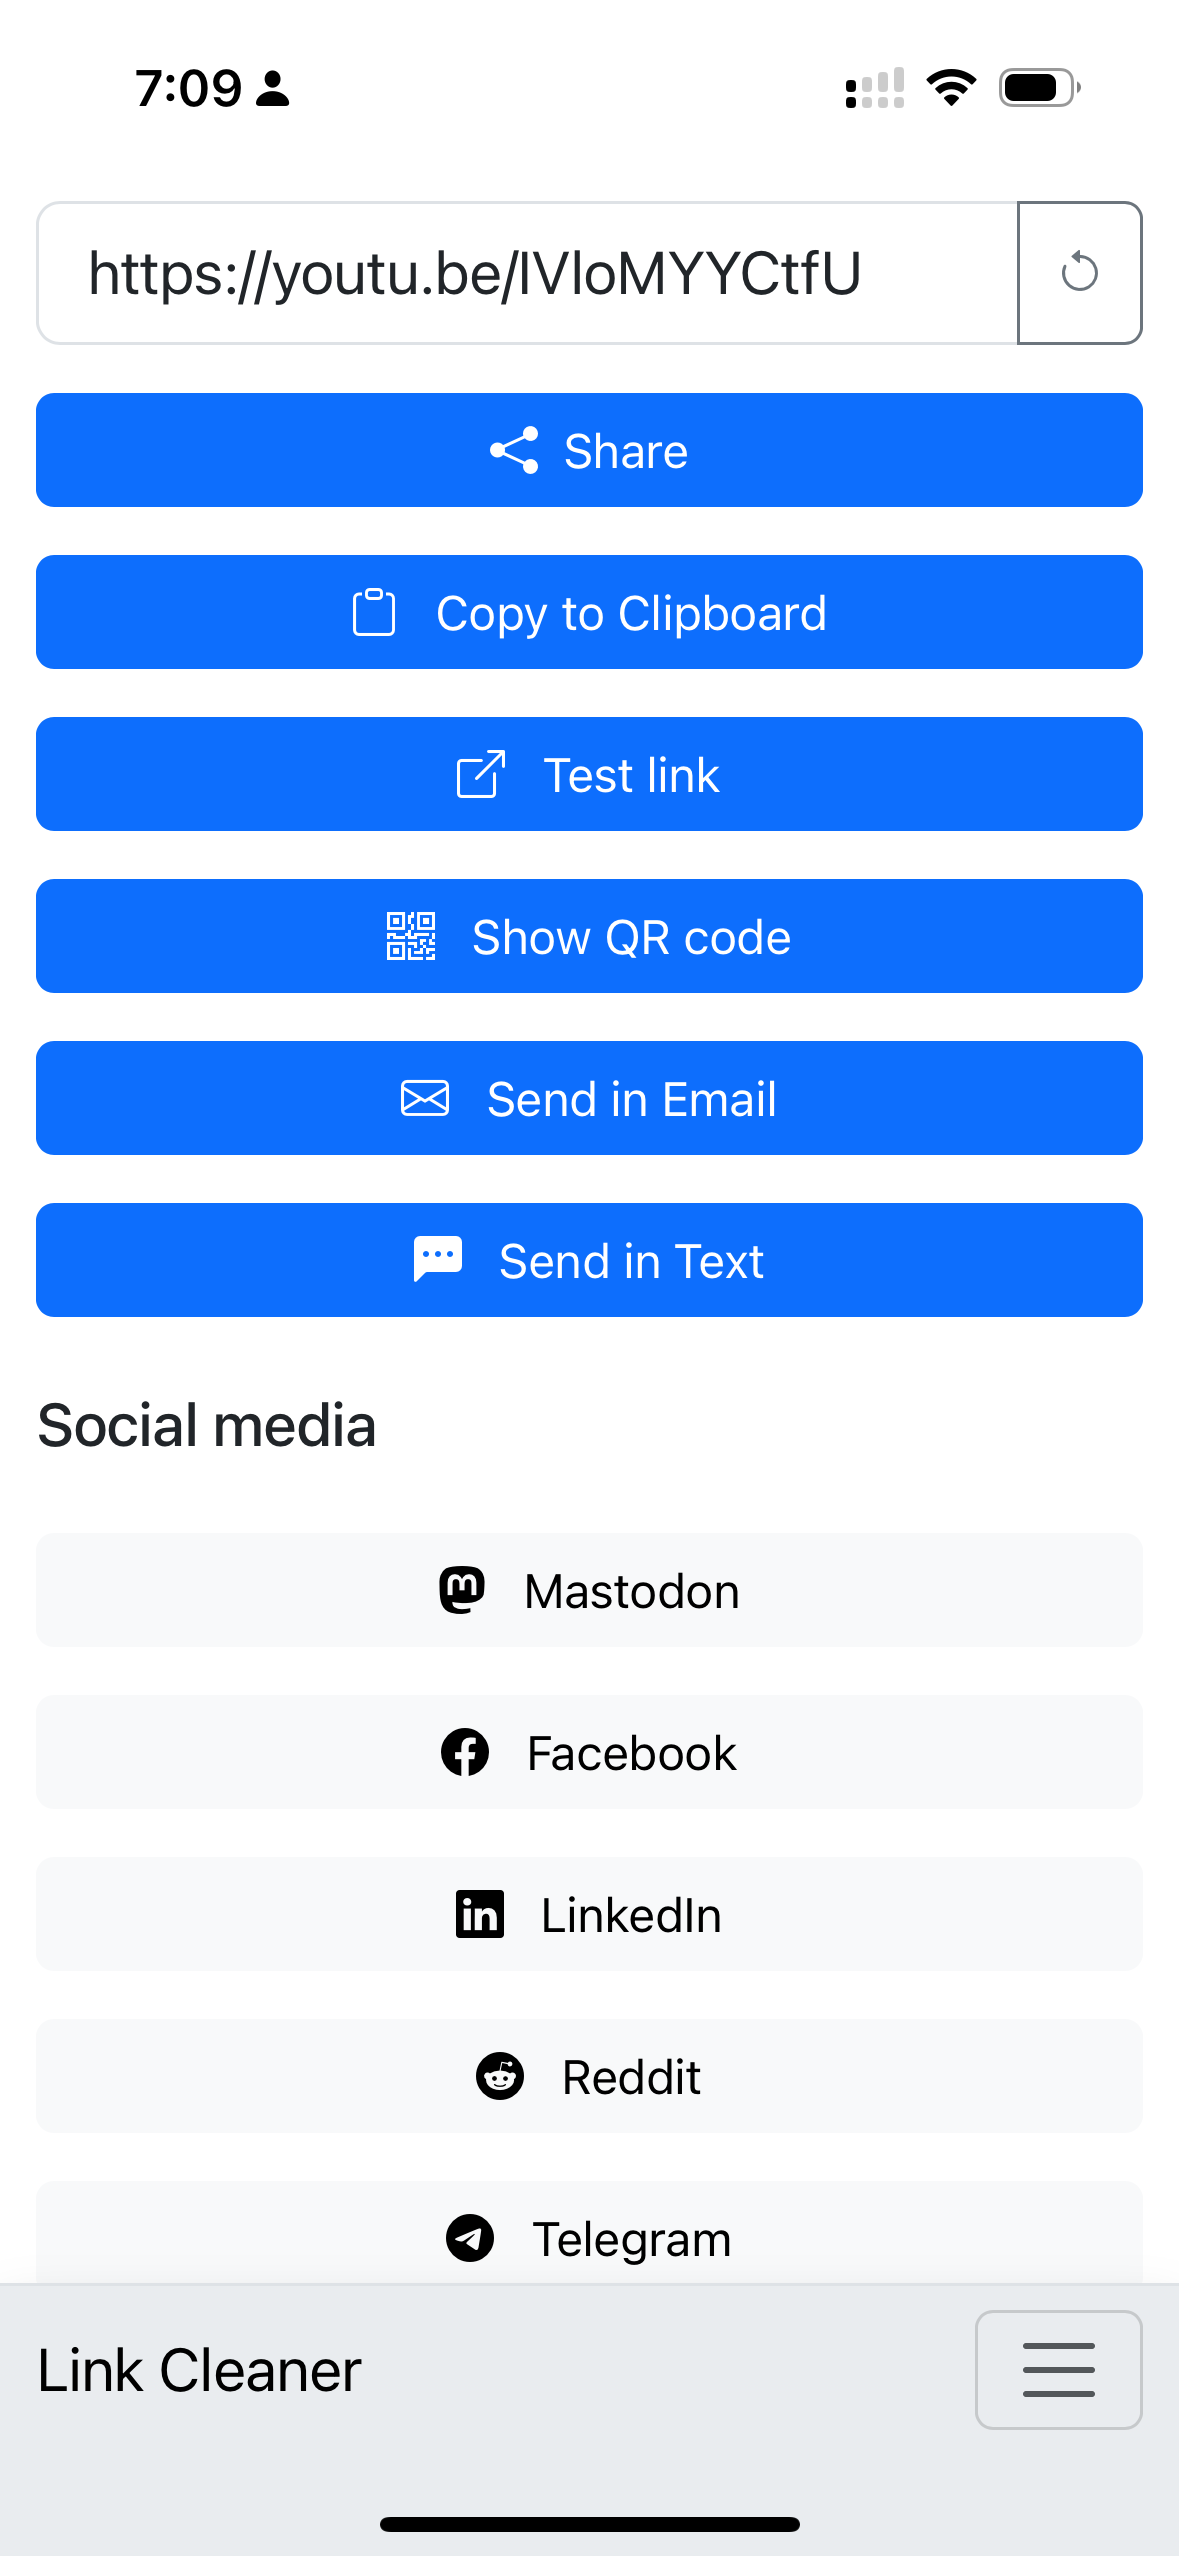 7:09
https://youtu.be/IVloMYYCtfU
Share
Copy to Clipboard
Test link
Show QR code
Send in Email
Send in Text
Social media
Mastodon
Facebook
LinkedIn
Reddit
Telegram
Link Cleaner